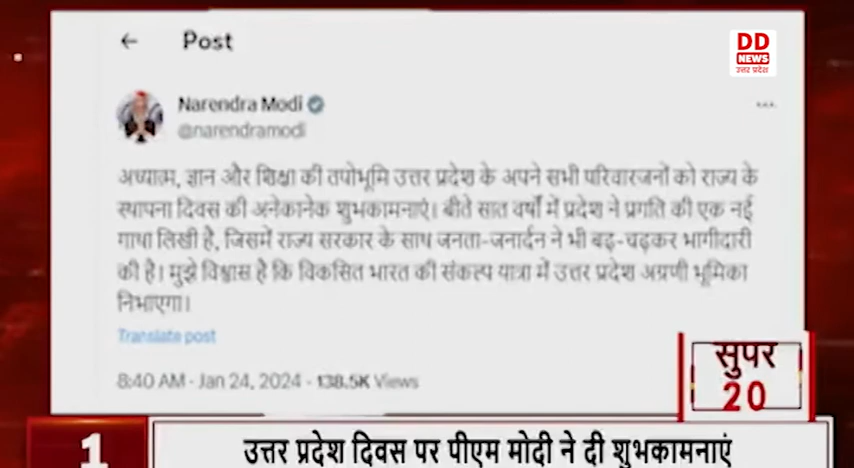 DD
NEWS
उत्तर प्रदेश
← Post
Narendra Modi
@narendramodi
अध्यात्म, ज्ञान और शिक्षा की तपोभूमि उत्तर प्रदेश के अपने सभी परिवारजनों को राज्य के
स्थापना दिवस की अनेकानेक शुभकामनाएं। बीते सात वर्षों में प्रदेश ने प्रगति की एक नई
गाथा लिखी है, जिसमें राज्य सरकार के साथ जनता-जनार्दन ने भी बढ़-चढ़कर भागीदारी
की है। मुझे विश्वास है कि विकसित भारत की संकल्प यात्रा में उत्तर प्रदेश अग्रणी भूमिका
निभाएगा।
Translate post
8:40 AM · Jan 24, 2024 · 138.5K Views
सुपर
20
1
उत्तर प्रदेश दिवस पर पीएम मोदी ने दी शुभकामनाएं